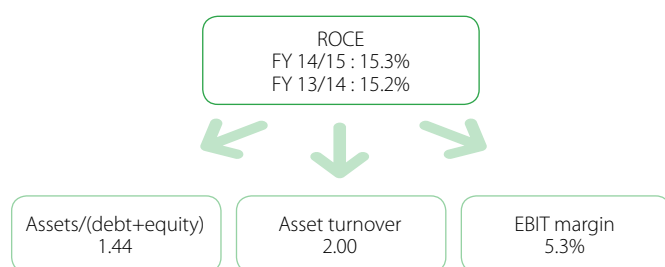 ROCE
FY 14/15 : 15.3%
FY 13/14 : 15.2%
Assets/(debt+equity)
1.44
Asset turnover
2.00
EBIT margin
5.3%